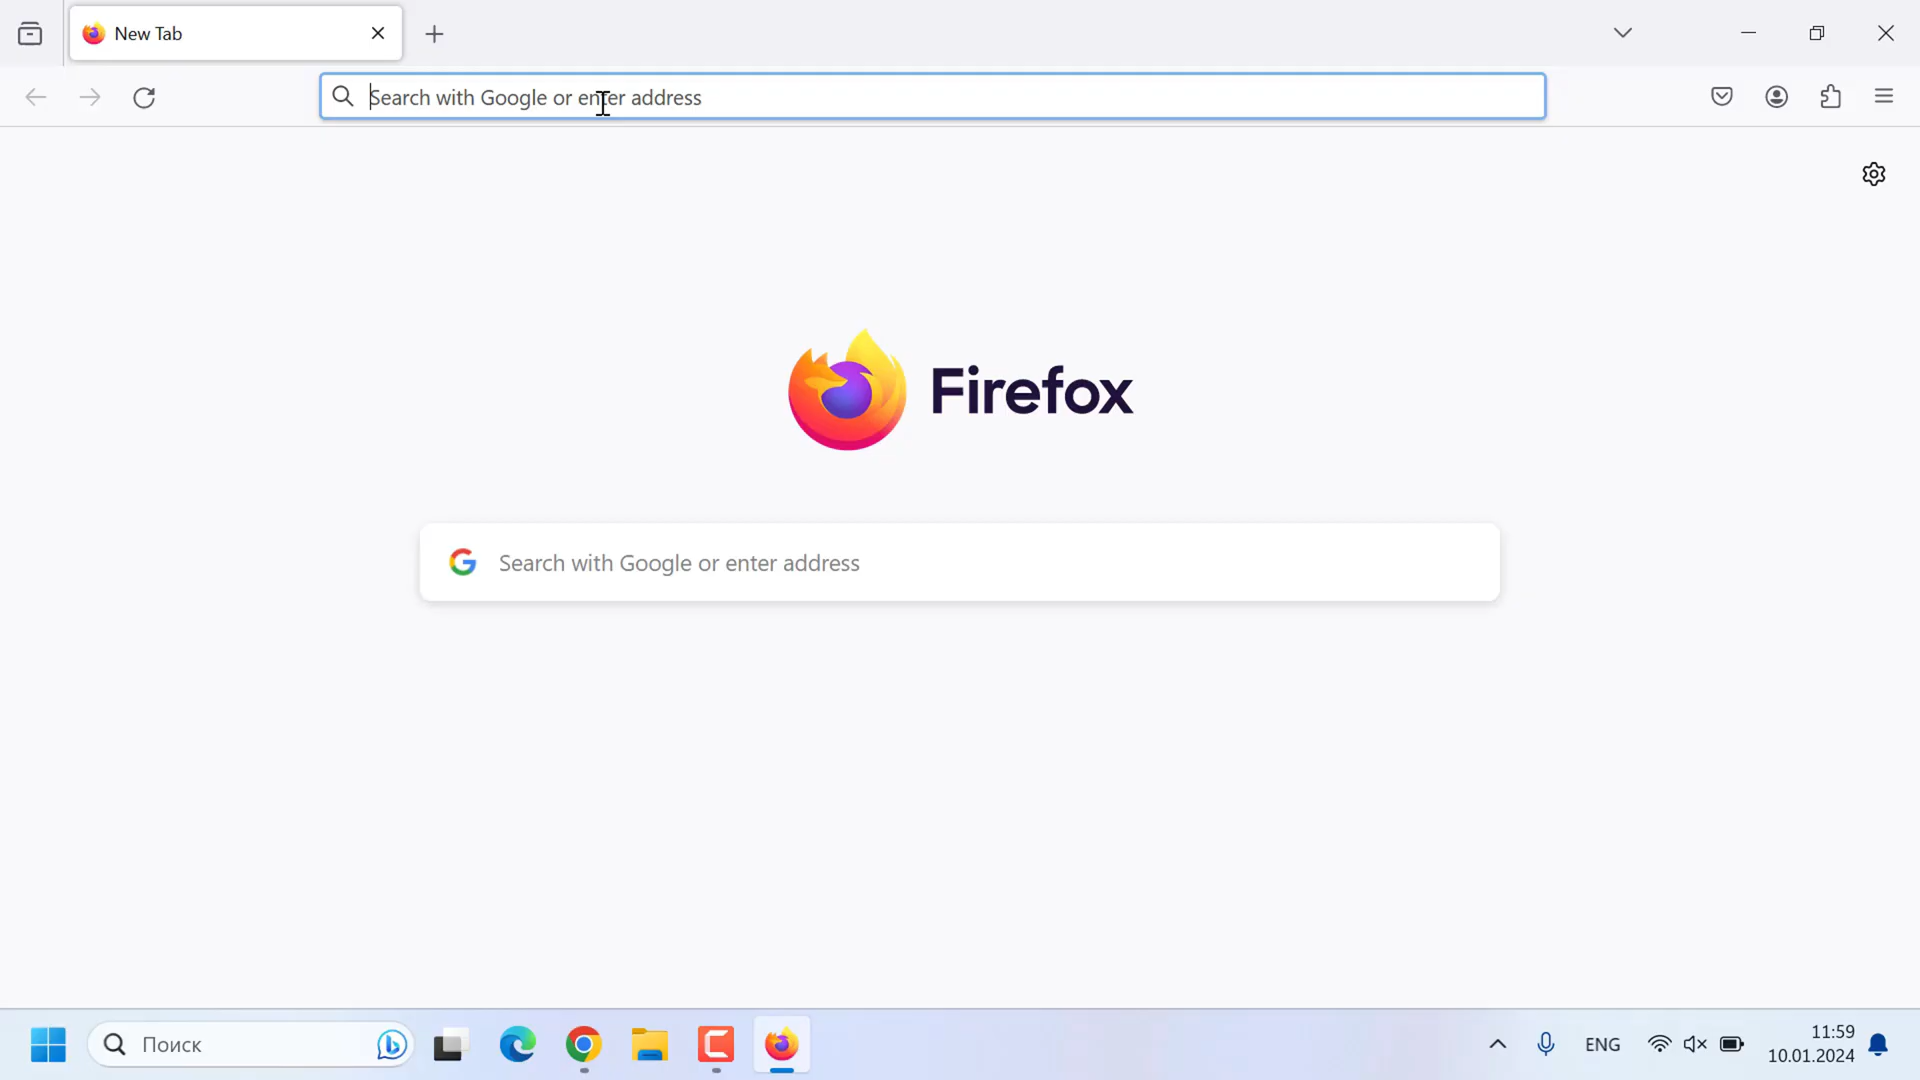 New Tab
Search with Google or enter address
Firefox
Search with Google or enter address
Поиск
ENG
11:59
10.01.2024